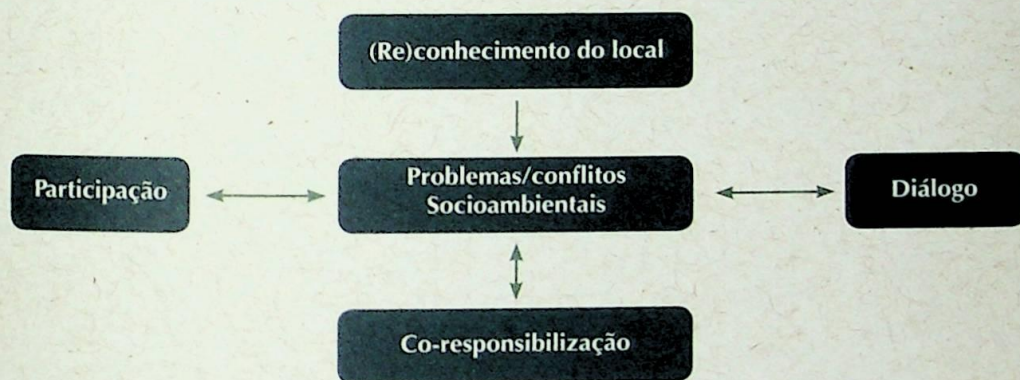 (Re)conhecimento do local
Participação
Problemas/conflitos
Socioambientais
Diálogo
Co-responsibilização